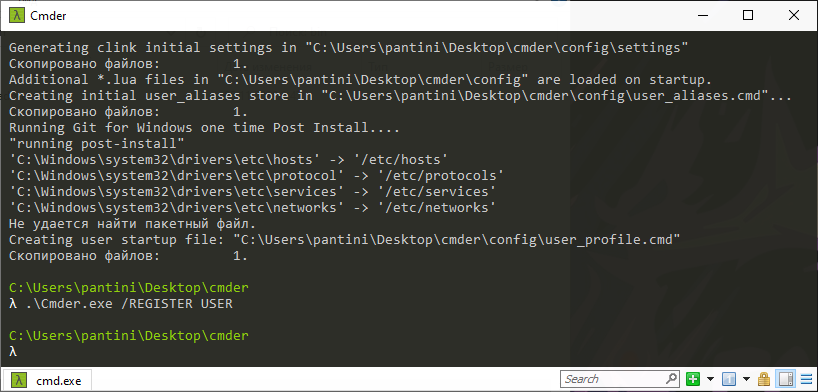 Cmder
Generating clink initial settings in "C:\Users\pantini\Desktop\cmder\config\settings"
Скопировано файлов:         1.
Additional *.lua files in "C:\Users\pantini\Desktop\cmder\config" are loaded on startup.
Creating initial user_aliases store in "C:\Users\pantini\Desktop\cmder\config\user_aliases.cmd"...
Скопировано файлов:         1.
Running Git for Windows one time Post Install....
"running post-install"
'C:\Windows\system32\drivers\etc\hosts' -> '/etc/hosts'
'C:\Windows\system32\drivers\etc\protocol' -> '/etc/protocols'
'C:\Windows\system32\drivers\etc\services' -> '/etc/services'
'C:\Windows\system32\drivers\etc\networks' -> '/etc/networks'
Не удается найти пакетный файл.
Creating user startup file: "C:\Users\pantini\Desktop\cmder\config\user_profile.cmd"
Скопировано файлов:         1.
C:\Users\pantini\Desktop\cmder
λ .\Cmder.exe /REGISTER USER
C:\Users\pantini\Desktop\cmder
λ
cmd.exe
Search